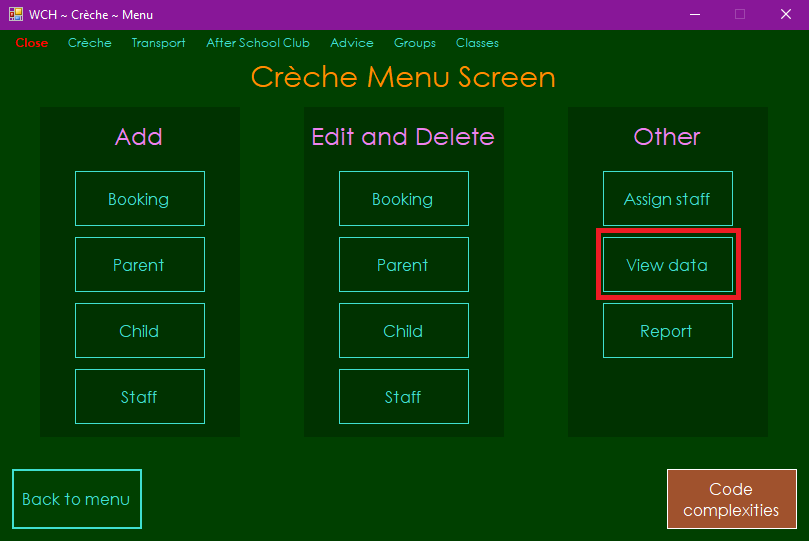 WCH ~ Crèche ~ Menu
Close Crèche Transport After School Club Advice Groups Classes
Crèche Menu Screen
Add
Booking
Parent
Child
Staff
Edit and Delete
Booking
Parent
Child
Staff
Other
Assign staff
View data
Report
Back to menu
Code
complexities